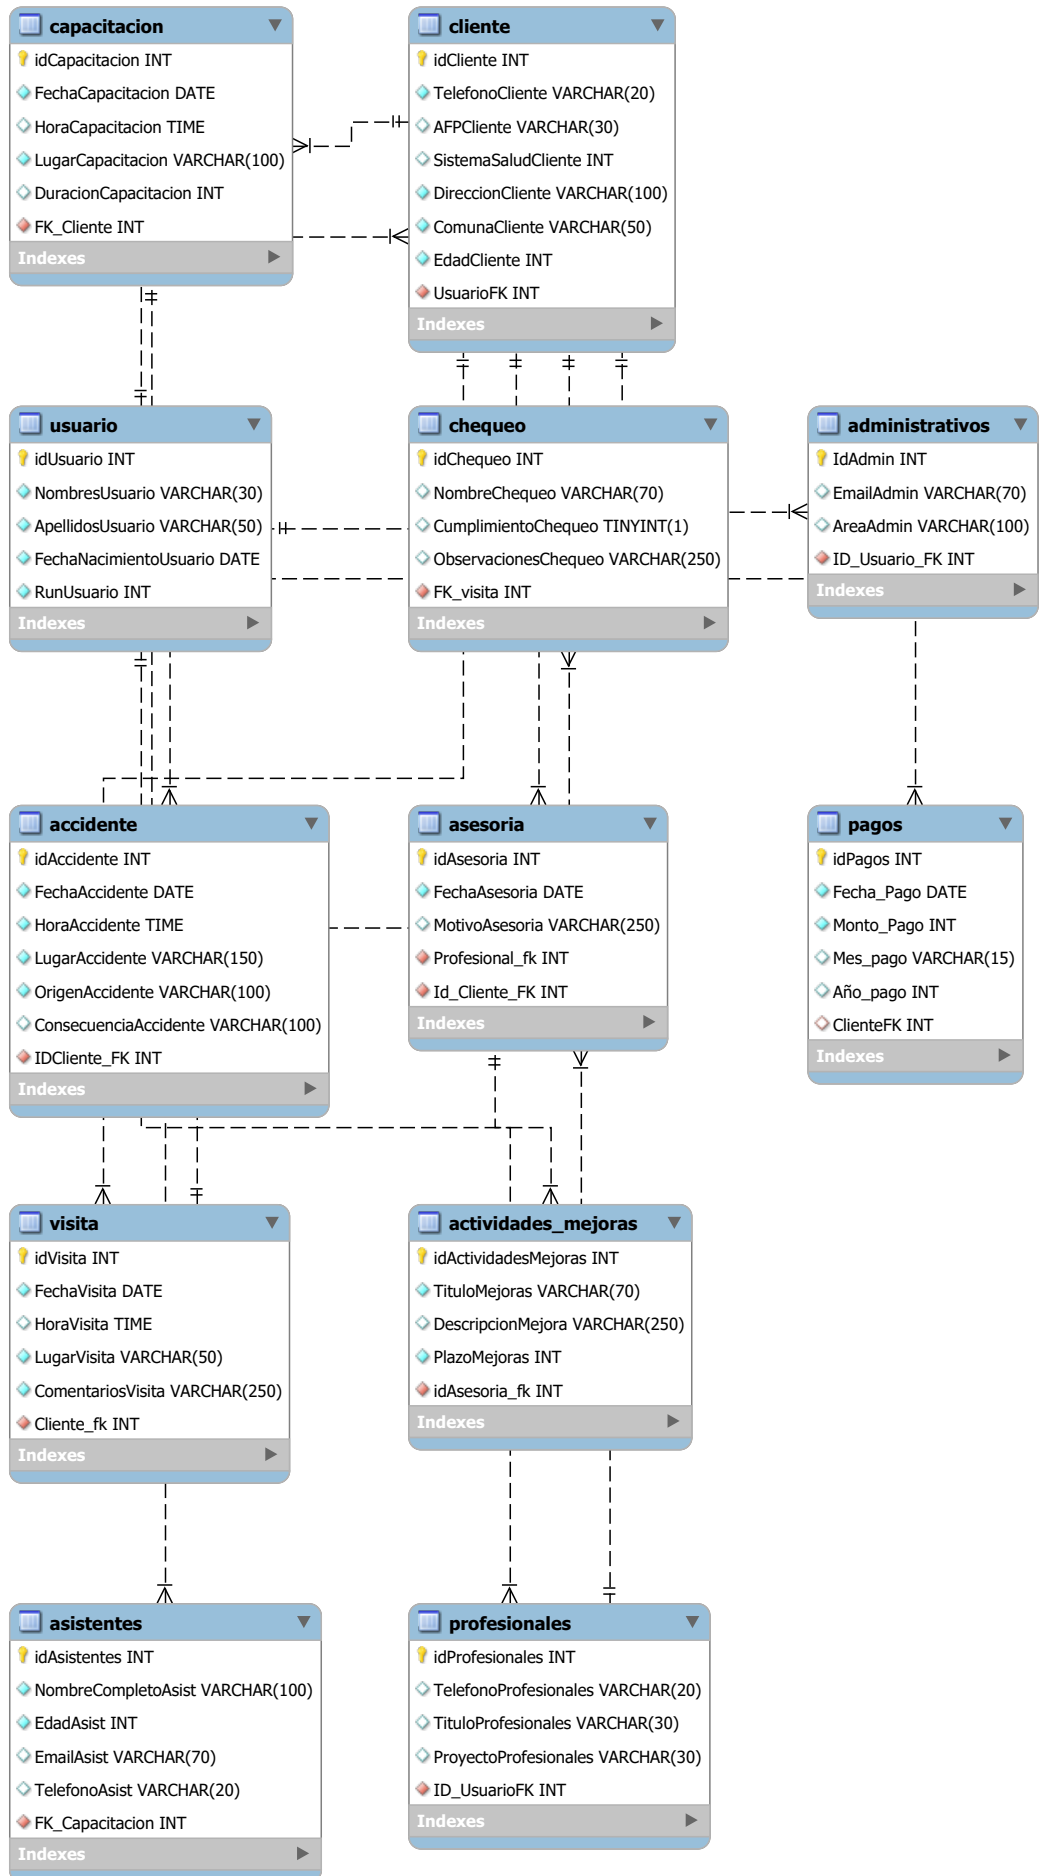 capacitacion
idCapacitacion INT
FechaCapacitacion DATE
HoraCapacitacion TIME
LugarCapacitacion VARCHAR(100)
DuracionCapacitacion INT
FK_Cliente INT
Indexes
cliente
idCliente INT
TelefonoCliente VARCHAR(20)
AFPCliente VARCHAR(30)
SistemaSaludCliente INT
DireccionCliente VARCHAR(100)
ComunaCliente VARCHAR(50)
EdadCliente INT
UsuarioFK INT
Indexes
usuario
idUsuario INT
NombresUsuario VARCHAR(30)
ApellidosUsuario VARCHAR(50)
FechaNacimientoUsuario DATE
RunUsuario INT
Indexes
chequeo
idChequeo INT
NombreChequeo VARCHAR(70)
CumplimientoChequeo TINYINT(1)
ObservacionesChequeo VARCHAR(250)
FK_visita INT
Indexes
administrativos
IdAdmin INT
EmailAdmin VARCHAR(70)
AreaAdmin VARCHAR(100)
ID_Usuario_FK INT
Indexes
accidente
idAccidente INT
FechaAccidente DATE
HoraAccidente TIME
LugarAccidente VARCHAR(150)
OrigenAccidente VARCHAR(100)
ConsecuenciaAccidente VARCHAR(100)
IDCliente_FK INT
Indexes
asesoria
idAsesoria INT
FechaAsesoria DATE
MotivoAsesoria VARCHAR(250)
Profesional_fk INT
Id_Cliente_FK INT
Indexes
pagos
idPagos INT
Fecha_Pago DATE
Monto_Pago INT
Mes_pago VARCHAR(15)
Año_pago INT
ClienteFK INT
Indexes
visita
idVisita INT
FechaVisita DATE
HoraVisita TIME
LugarVisita VARCHAR(50)
ComentariosVisita VARCHAR(250)
Cliente_fk INT
Indexes
actividades_mejoras
idActividadesMejoras INT
TituloMejoras VARCHAR(70)
DescripcionMejora VARCHAR(250)
PlazoMejoras INT
idAsesoria_fk INT
Indexes
asistentes
idAsistentes INT
NombreCompletoAsist VARCHAR(100)
EdadAsist INT
EmailAsist VARCHAR(70)
TelefonoAsist VARCHAR(20)
FK_Capacitacion INT
Indexes
profesionales
idProfesionales INT
TelefonoProfesionales VARCHAR(20)
TituloProfesionales VARCHAR(30)
ProyectoProfesionales VARCHAR(30)
ID_UsuarioFK INT
Indexes